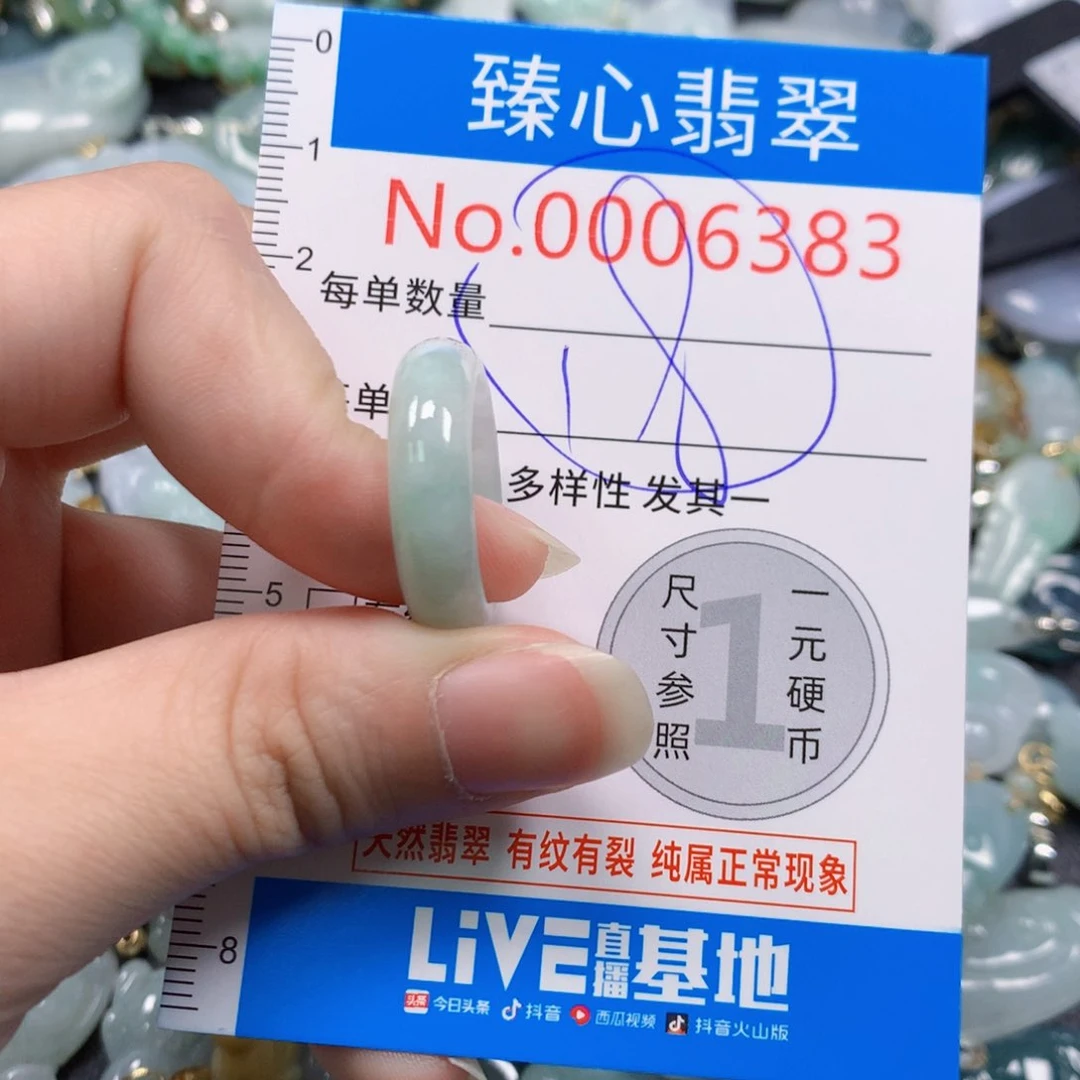 0
臻心翡翠
1
No.0006383
2
每单数量
18
单
多样性 发其一
5
尺寸参照
一元硬币
1
天然翡翠 有纹有裂 纯属正常现象
8
LiVE直播基地
头条 今日头条 抖音 西瓜视频 抖音火山版